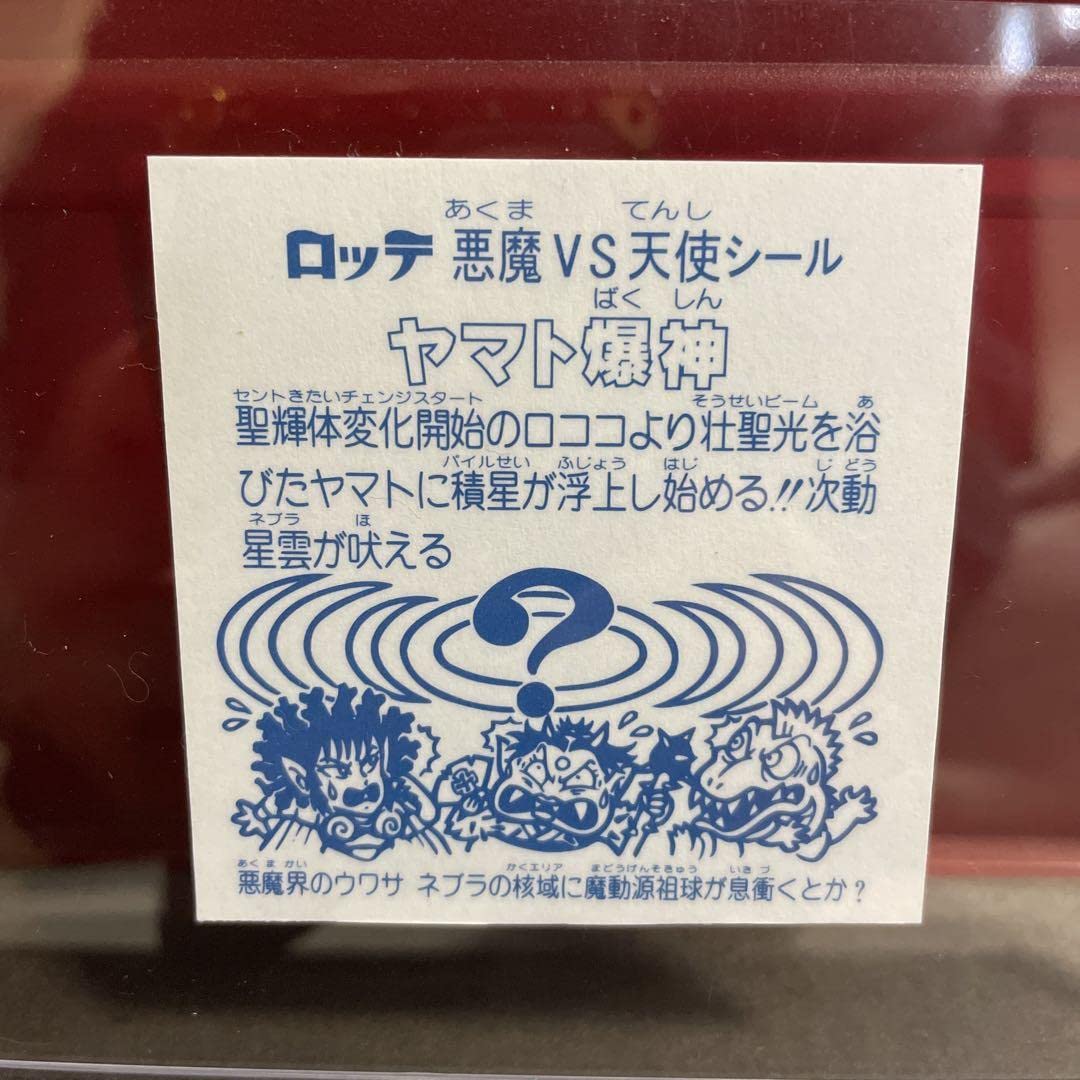 あくま てんし
ロッテ 悪魔VS天使シール
ばくしん
ヤマト爆神
セントきたいチェンジスタート そうせいビーム あ
聖輝体変化開始のロココより壮聖光を浴
パイルせい ふじょう はじ じどう
びたヤマトに積星が浮上し始める!!次動
ネブラ ほ
星雲が吠える
?
あくまかい かくエリア まどうげんそきゅう いきづ
悪魔界のウワサ ネブラの核域に魔動源祖球が息衝くとか?